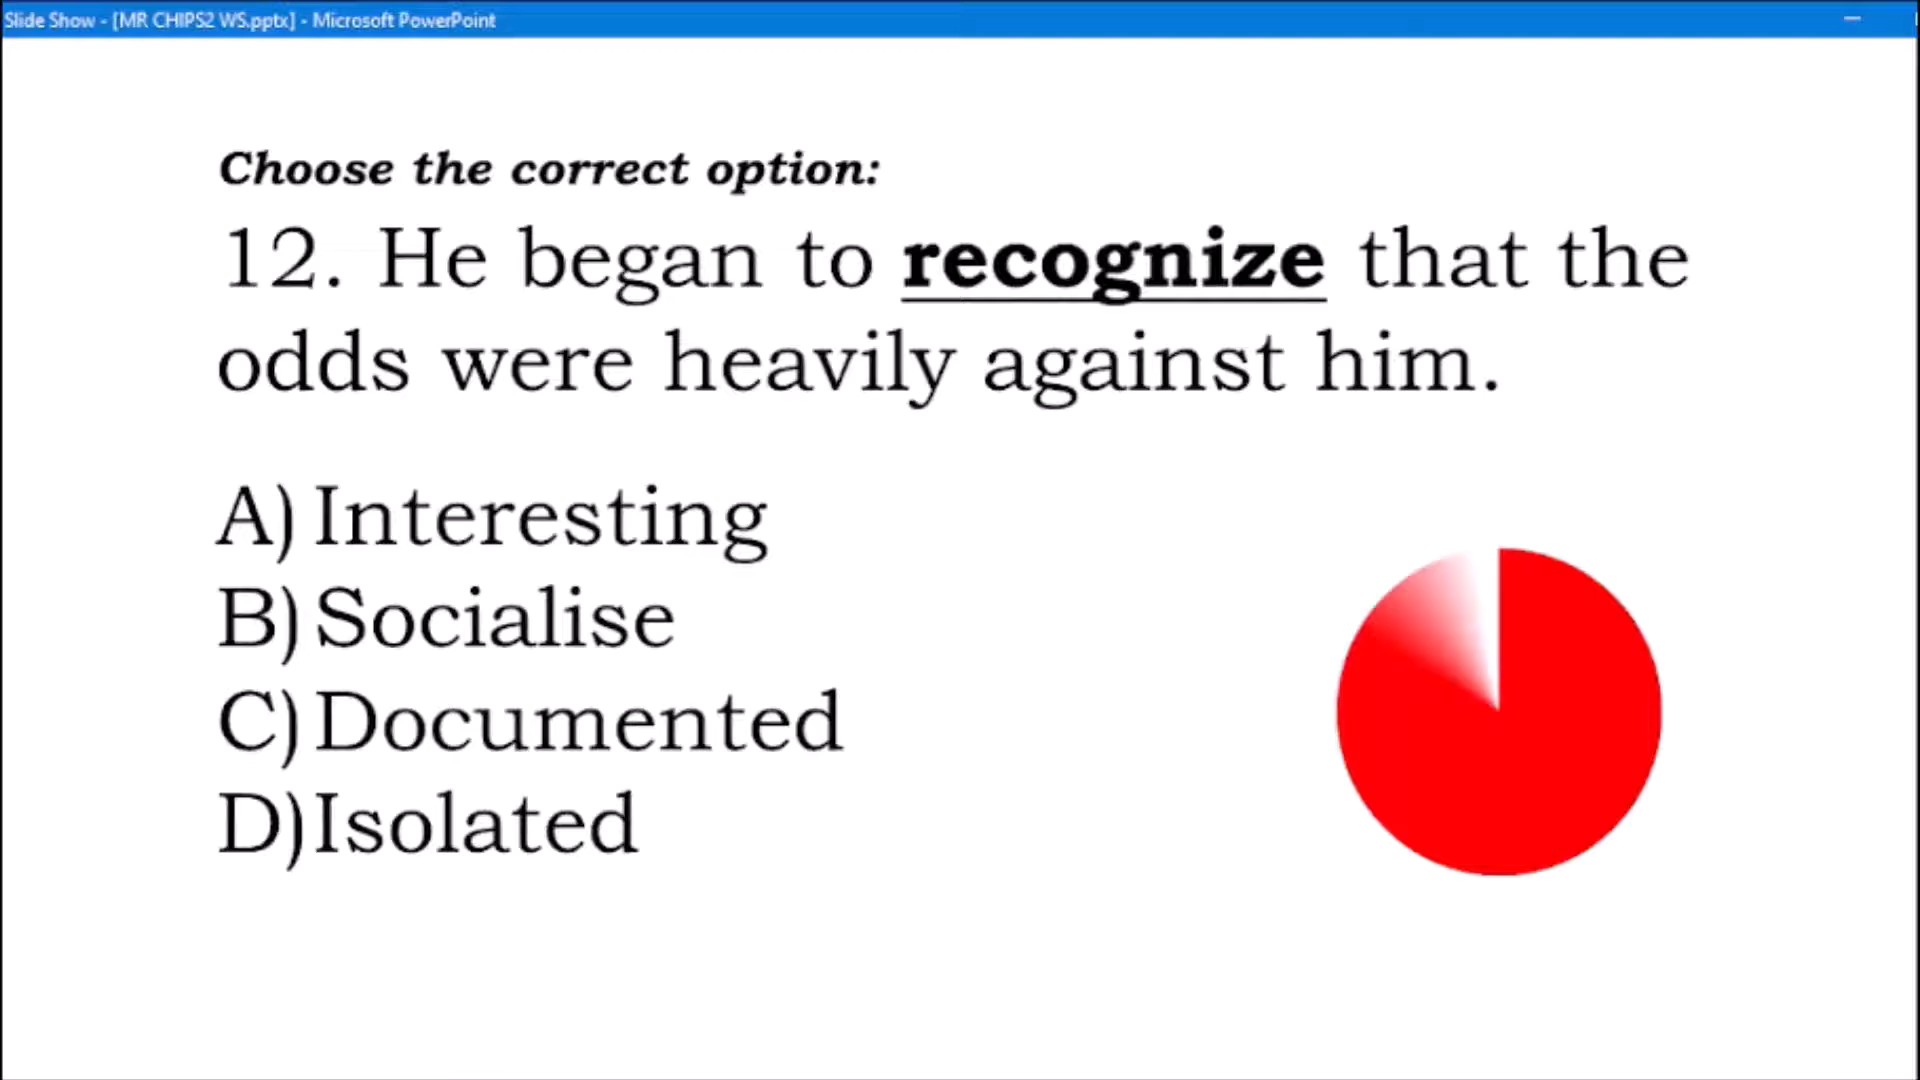 Slide Show - [MR CHIPS2 WS.pptx] - Microsoft PowerPoint
Choose the correct option:
12. He began to recognize that the
odds were heavily against him.
A) Interesting
B) Socialise
C) Documented
D) Isolated